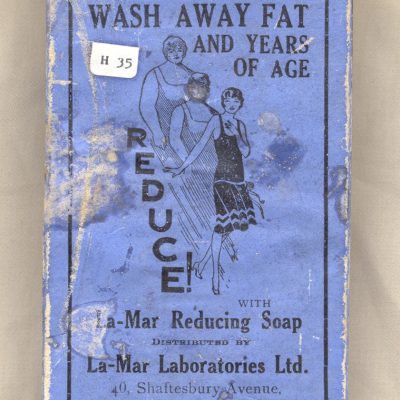 WASH AWAY FAT
AND YEARS
OF AGE
H 35
REDUCE!
WITH
La-Mar Reducing Soap
DISTRIBUTED BY
La-Mar Laboratories Ltd.
40, Shaftesbury Avenue,